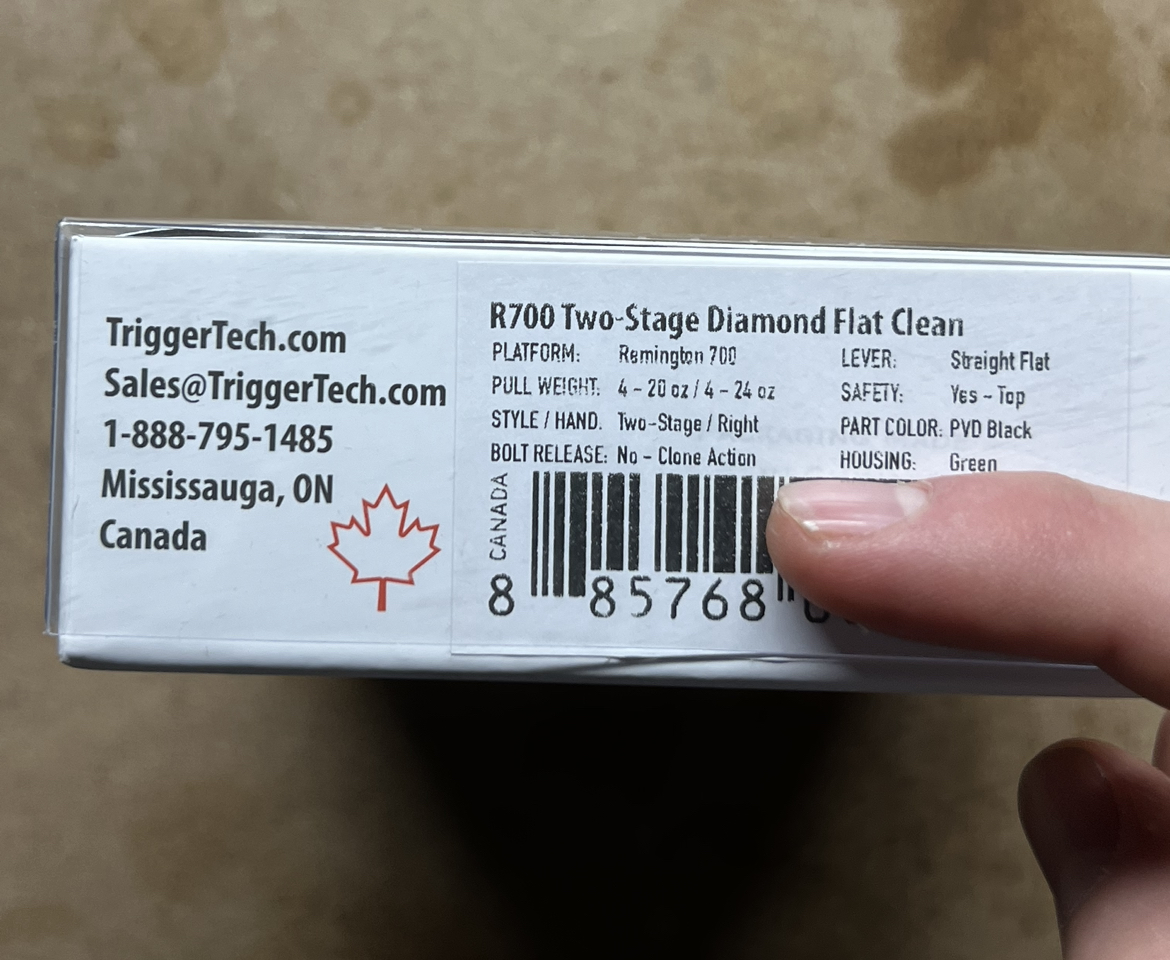 TriggerTech.com
Sales@TriggerTech.com
1-888-795-1485
Mississauga, ON
Canada
R700 Two-Stage Diamond Flat Clean
PLATFORM: Remington 700
PULL WEIGHT: 4 - 20 oz / 4 - 24 oz
STYLE / HAND. Two-Stage / Right
BOLT RELEASE: No - Clone Action
LEVER: Straight Flat
SAFETY: Yes - Top
PART COLOR: PVD Black
HOUSING: Green
CANADA
8 85768